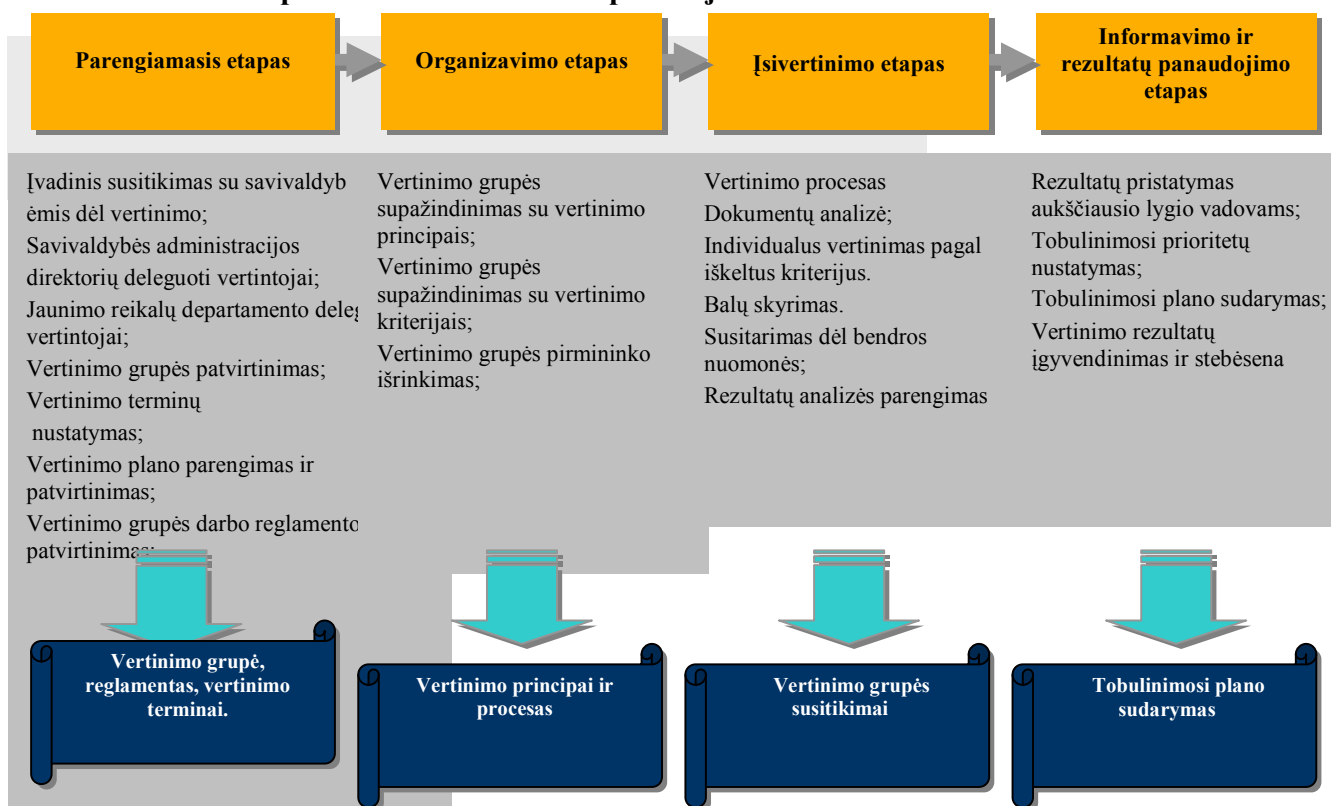 Parengiamasis etapas
Organizavimo etapas
Įsivertinimo etapas
Informavimo ir
rezultatų panaudojimo
etapas
Įvadinis susitikimas su savivaldyb
ėmis dėl vertinimo;
Savivaldybės administracijos
direktorių deleguoti vertintojai;
Jaunimo reikalų departamento deleg
vertintojai;
Vertinimo grupės patvirtinimas;
Vertinimo terminų
nustatymas;
Vertinimo plano parengimas ir
patvirtinimas;
Vertinimo grupės darbo reglamento
patvirtinimas;
Vertinimo grupės
supažindinimas su vertinimo
principais;
Vertinimo grupės
supažindinimas su vertinimo
kriterijais;
Vertinimo grupės pirmininko
išrinkimas;
Vertinimo procesas
Dokumentų analizė;
Individualus vertinimas pagal
iškeltus kriterijus.
Balų skyrimas.
Susitarimas dėl bendros
nuomonės;
Rezultatų analizės parengimas
Rezultatų pristatymas
aukščiausio lygio vadovams;
Tobulinimosi prioritetų
nustatymas;
Tobulinimosi plano sudarymas;
Vertinimo rezultatų
įgyvendinimas ir stebėsena
Vertinimo grupė,
reglamentas, vertinimo
terminai.
Vertinimo principai ir
procesas
Vertinimo grupės
susitikimai
Tobulinimosi plano
sudarymas